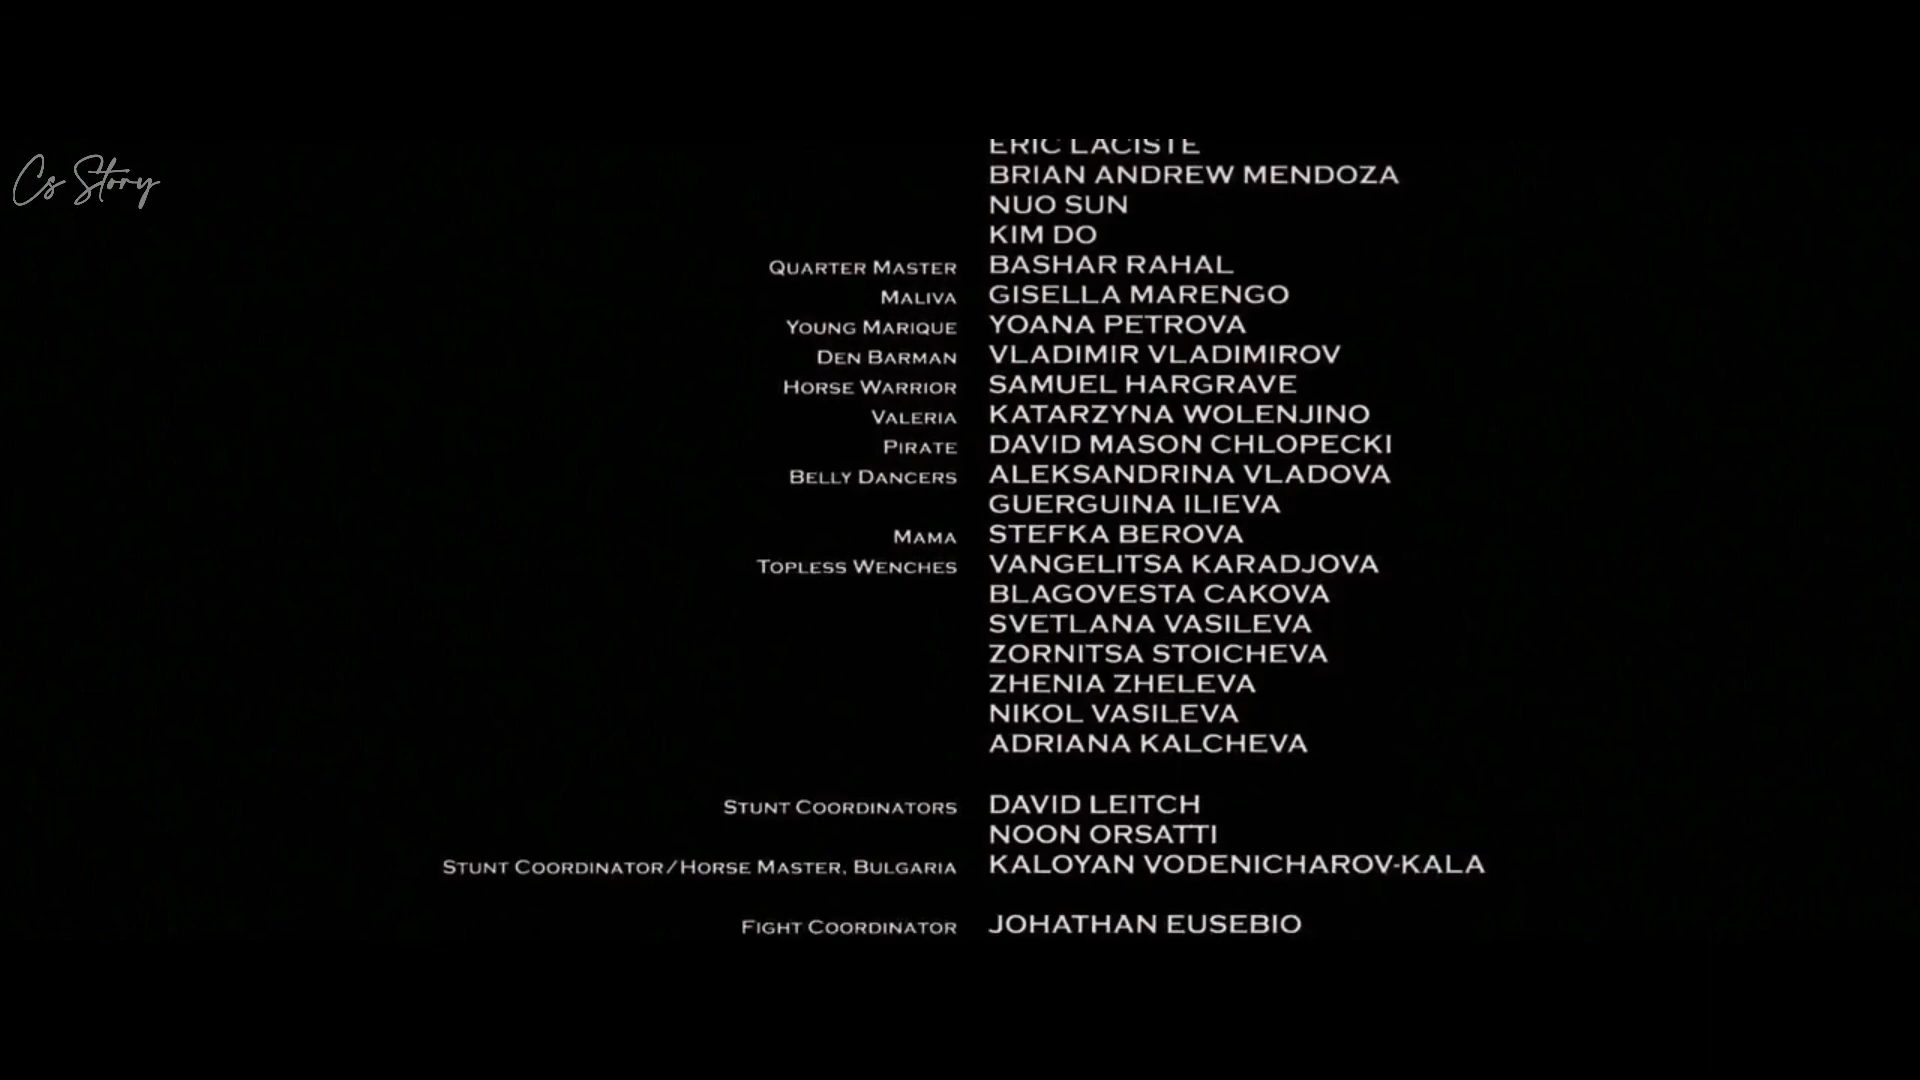 Cs Story
ERIC LACISTE
BRIAN ANDREW MENDOZA
NUO SUN
KIM DO
QUARTER MASTER BASHAR RAHAL
MALIVA GISELLA MARENGO
YOUNG MARIQUE YOANA PETROVA
DEN BARMAN VLADIMIR VLADIMIROV
HORSE WARRIOR SAMUEL HARGRAVE
VALERIA KATARZYNA WOLENJINO
PIRATE DAVID MASON CHLOPECKI
BELLY DANCERS ALEKSANDRINA VLADOVA
GUERGUINA ILIEVA
MAMA STEFKA BEROVA
TOPLESS WENCHES VANGELITSA KARADJOVA
BLAGOVESTA CAKOVA
SVETLANA VASILEVA
ZORNITSA STOICHEVA
ZHENIA ZHELEVA
NIKOL VASILEVA
ADRIANA KALCHEVA
STUNT COORDINATORS DAVID LEITCH
NOON ORSATTI
STUNT COORDINATOR/HORSE MASTER, BULGARIA KALOYAN VODENICHAROV-KALA
FIGHT COORDINATOR JOHATHAN EUSEBIO